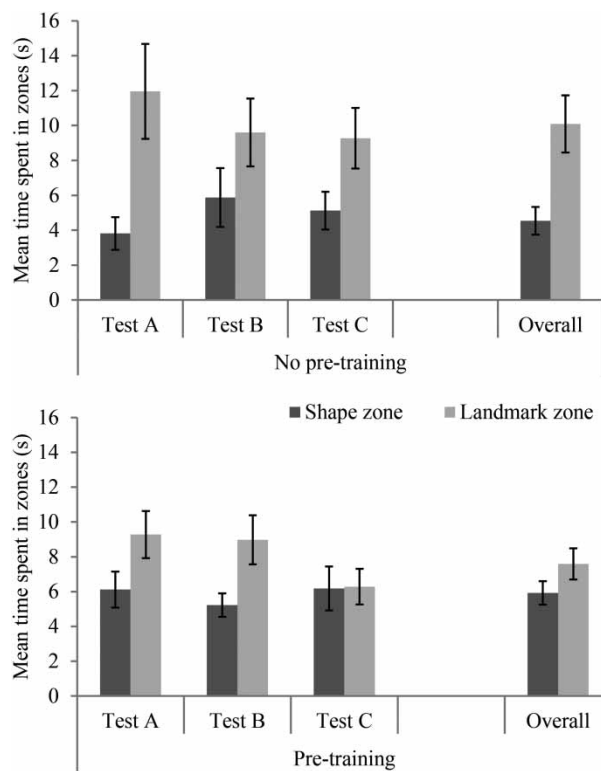 Mean time spent in zones (s)
16
14
12
10
8
6
4
2
0
Test A Test B Test C Overall
No pre-training
Shape zone Landmark zone
Mean time spent in zones (s)
16
14
12
10
8
6
4
2
0
Test A Test B Test C Overall
Pre-training